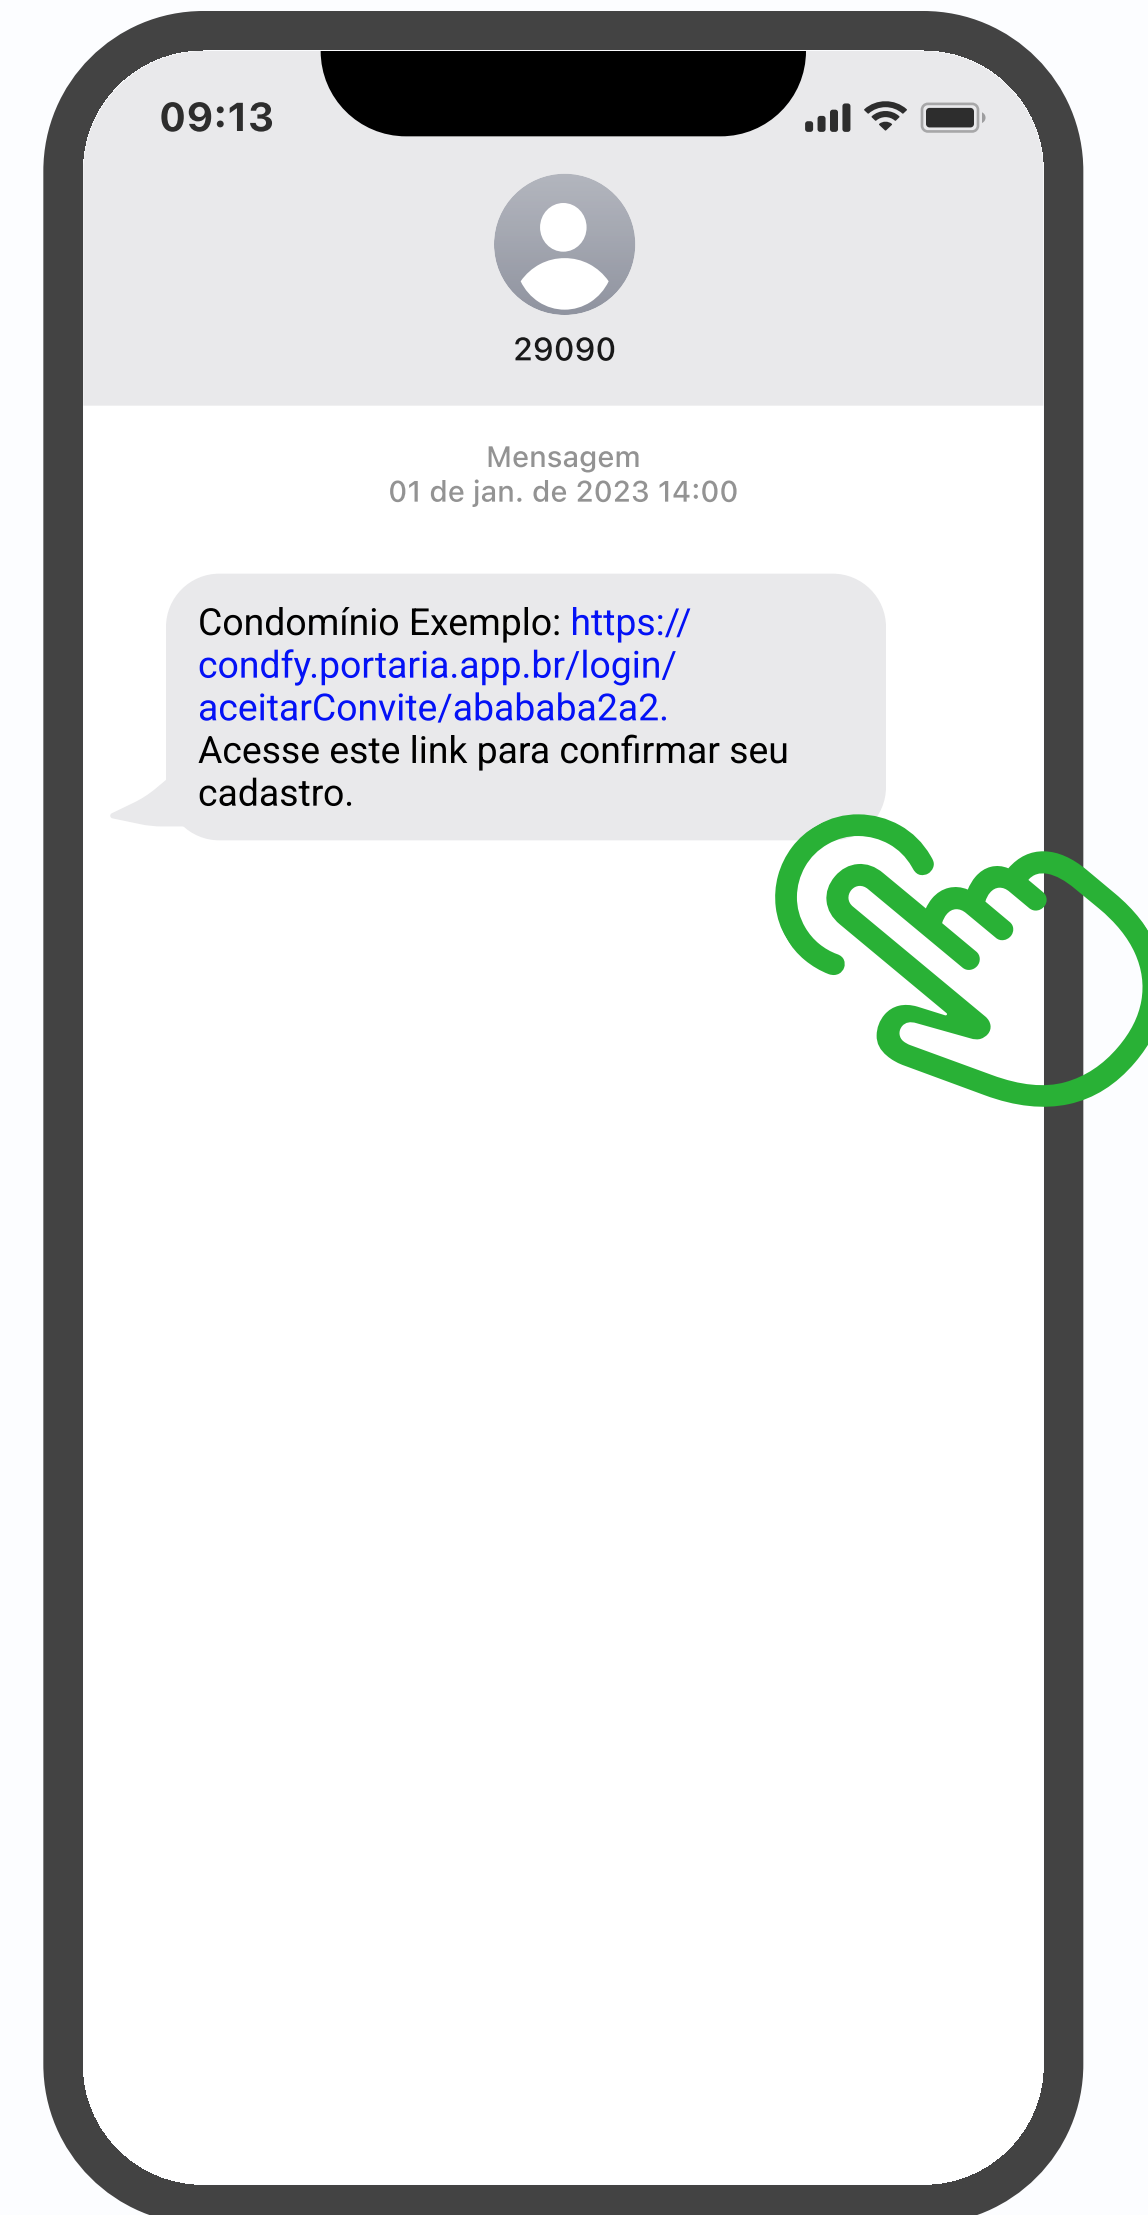 09:13
29090
Mensagem
01 de jan. de 2023 14:00
Condomínio Exemplo: https://
condfy.portaria.app.br/login/
aceitarConvite/abababa2a2.
Acesse este link para confirmar seu
cadastro.